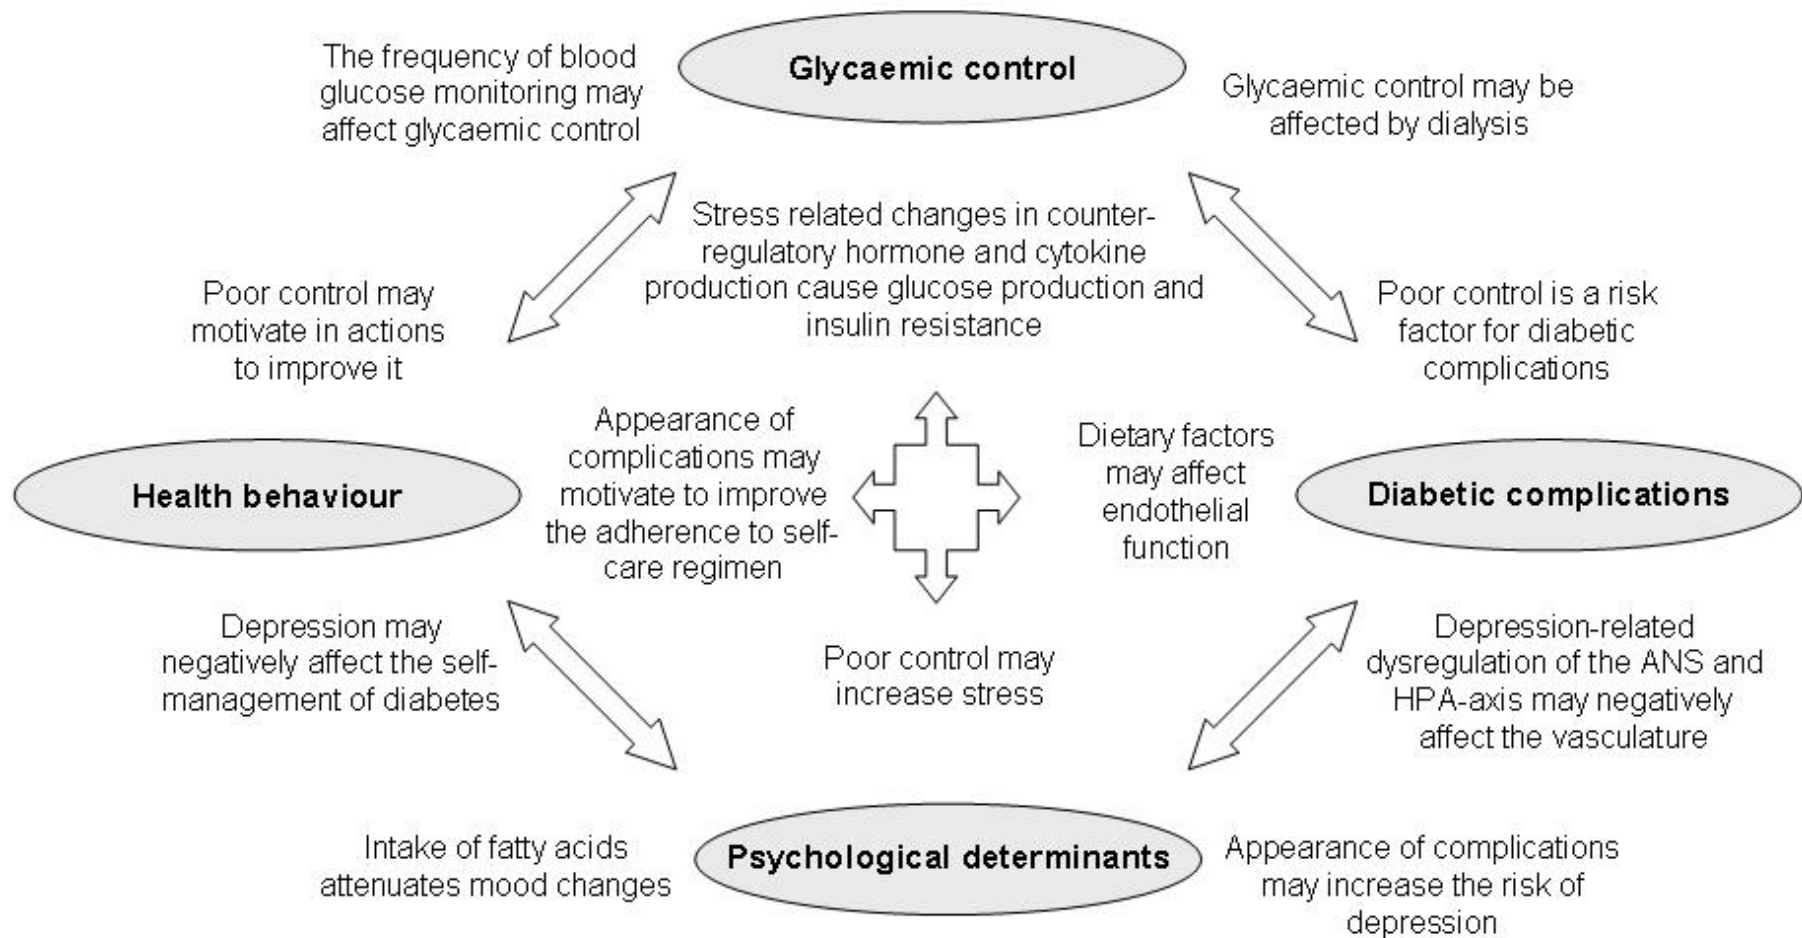 Glycaemic control
The frequency of blood
glucose monitoring may
affect glycaemic control
Glycaemic control may be
affected by dialysis
Stress related changes in counter-
regulatory hormone and cytokine
production cause glucose production and
insulin resistance
Poor control may
motivate in actions
to improve it
Poor control is a risk
factor for diabetic
complications
Health behaviour
Appearance of
complications may
motivate to improve
the adherence to self-
care regimen
Dietary factors
may affect
endothelial
function
Diabetic complications
Depression may
negatively affect the self-
management of diabetes
Poor control may
increase stress
Depression-related
dysregulation of the ANS and
HPA-axis may negatively
affect the vasculature
Intake of fatty acids
attenuates mood changes
Psychological determinants
Appearance of complications
may increase the risk of
depression